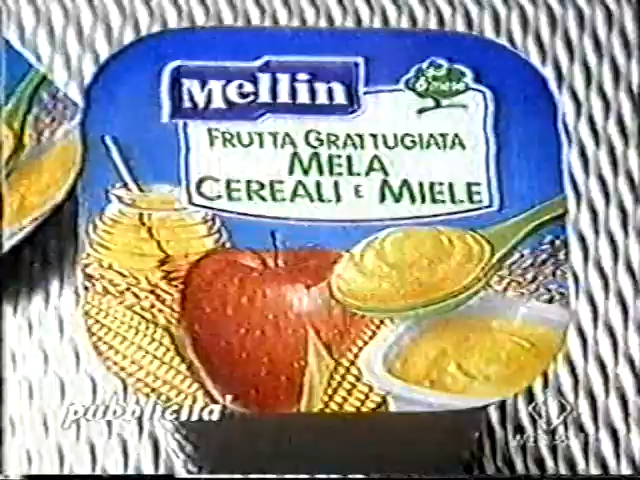 Mellin
FRUTTA GRATTUGIATA
MELA
CEREALI E MIELE
pubblicità